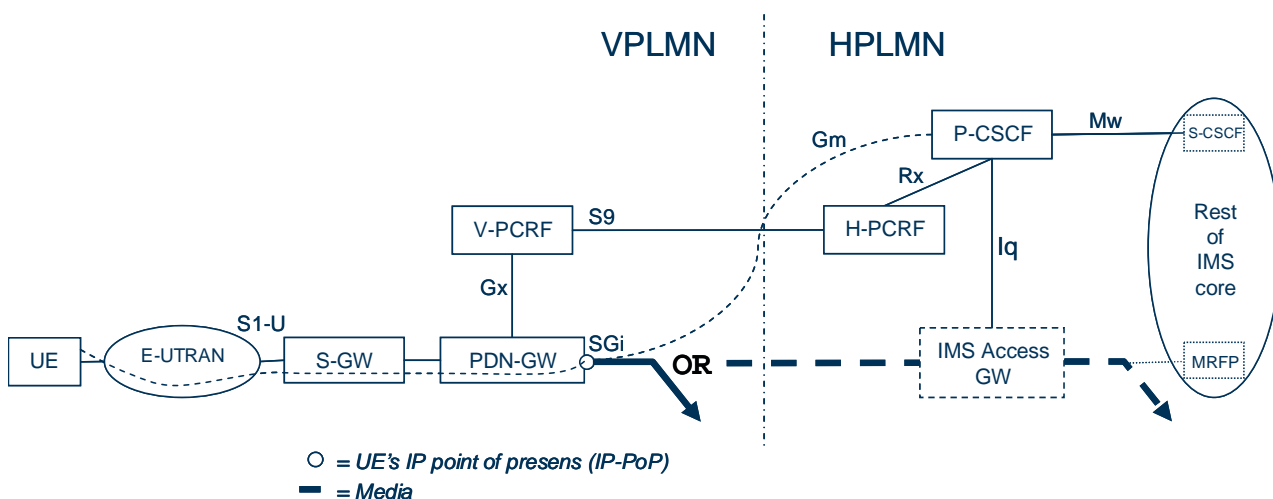 VPLMN
HPLMN
P-CSCF
Mw
S-CSCF
Gm
Rx
V-PCRF
S9
H-PCRF
Rest
of
IMS
core
Iq
Gx
S1-U
SGi
UE
E-UTRAN
S-GW
PDN-GW
OR
IMS Access
GW
MRFP
= UE's IP point of presens (IP-PoP)
= Media